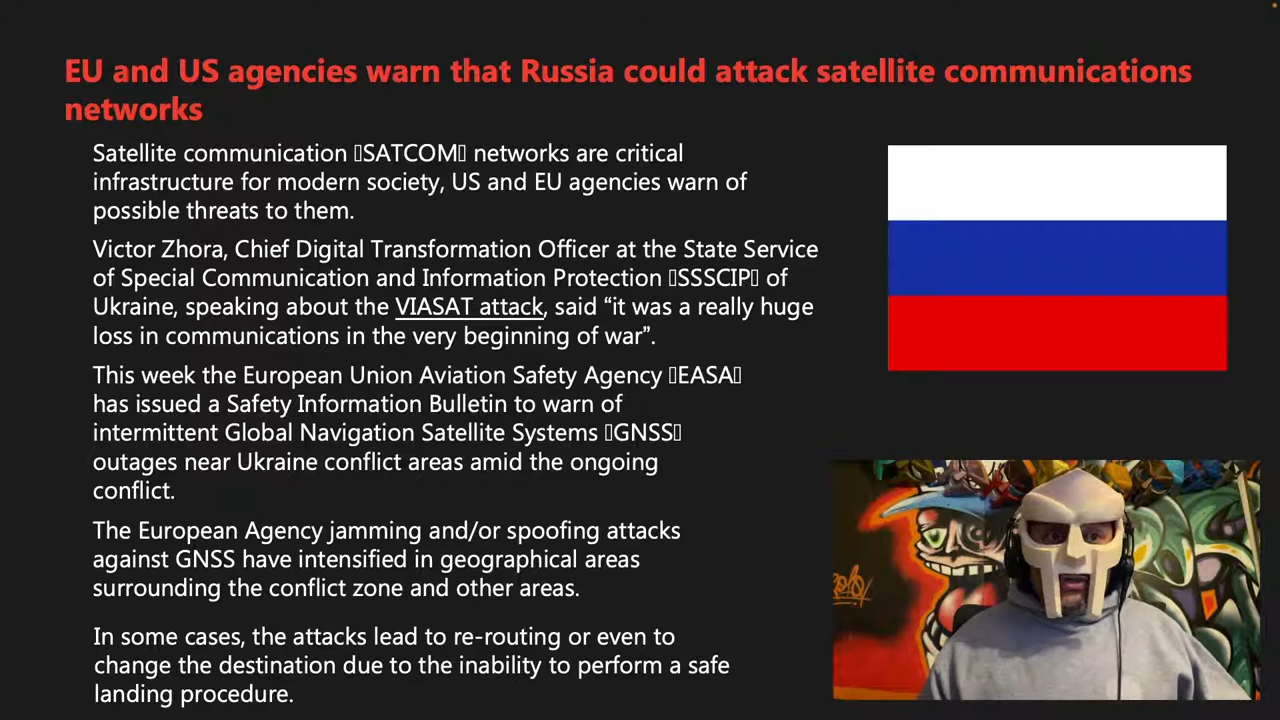 EU and US agencies warn that Russia could attack satellite communications
networks
Satellite communication ▯SATCOM▯ networks are critical
infrastructure for modern society, US and EU agencies warn of
possible threats to them.
Victor Zhora, Chief Digital Transformation Officer at the State Service
of Special Communication and Information Protection ▯SSSCIP▯ of
Ukraine, speaking about the VIASAT attack, said “it was a really huge
loss in communications in the very beginning of war”.
This week the European Union Aviation Safety Agency ▯EASA▯
has issued a Safety Information Bulletin to warn of
intermittent Global Navigation Satellite Systems ▯GNSS▯
outages near Ukraine conflict areas amid the ongoing
conflict.
The European Agency jamming and/or spoofing attacks
against GNSS have intensified in geographical areas
surrounding the conflict zone and other areas.
In some cases, the attacks lead to re-routing or even to
change the destination due to the inability to perform a safe
landing procedure.